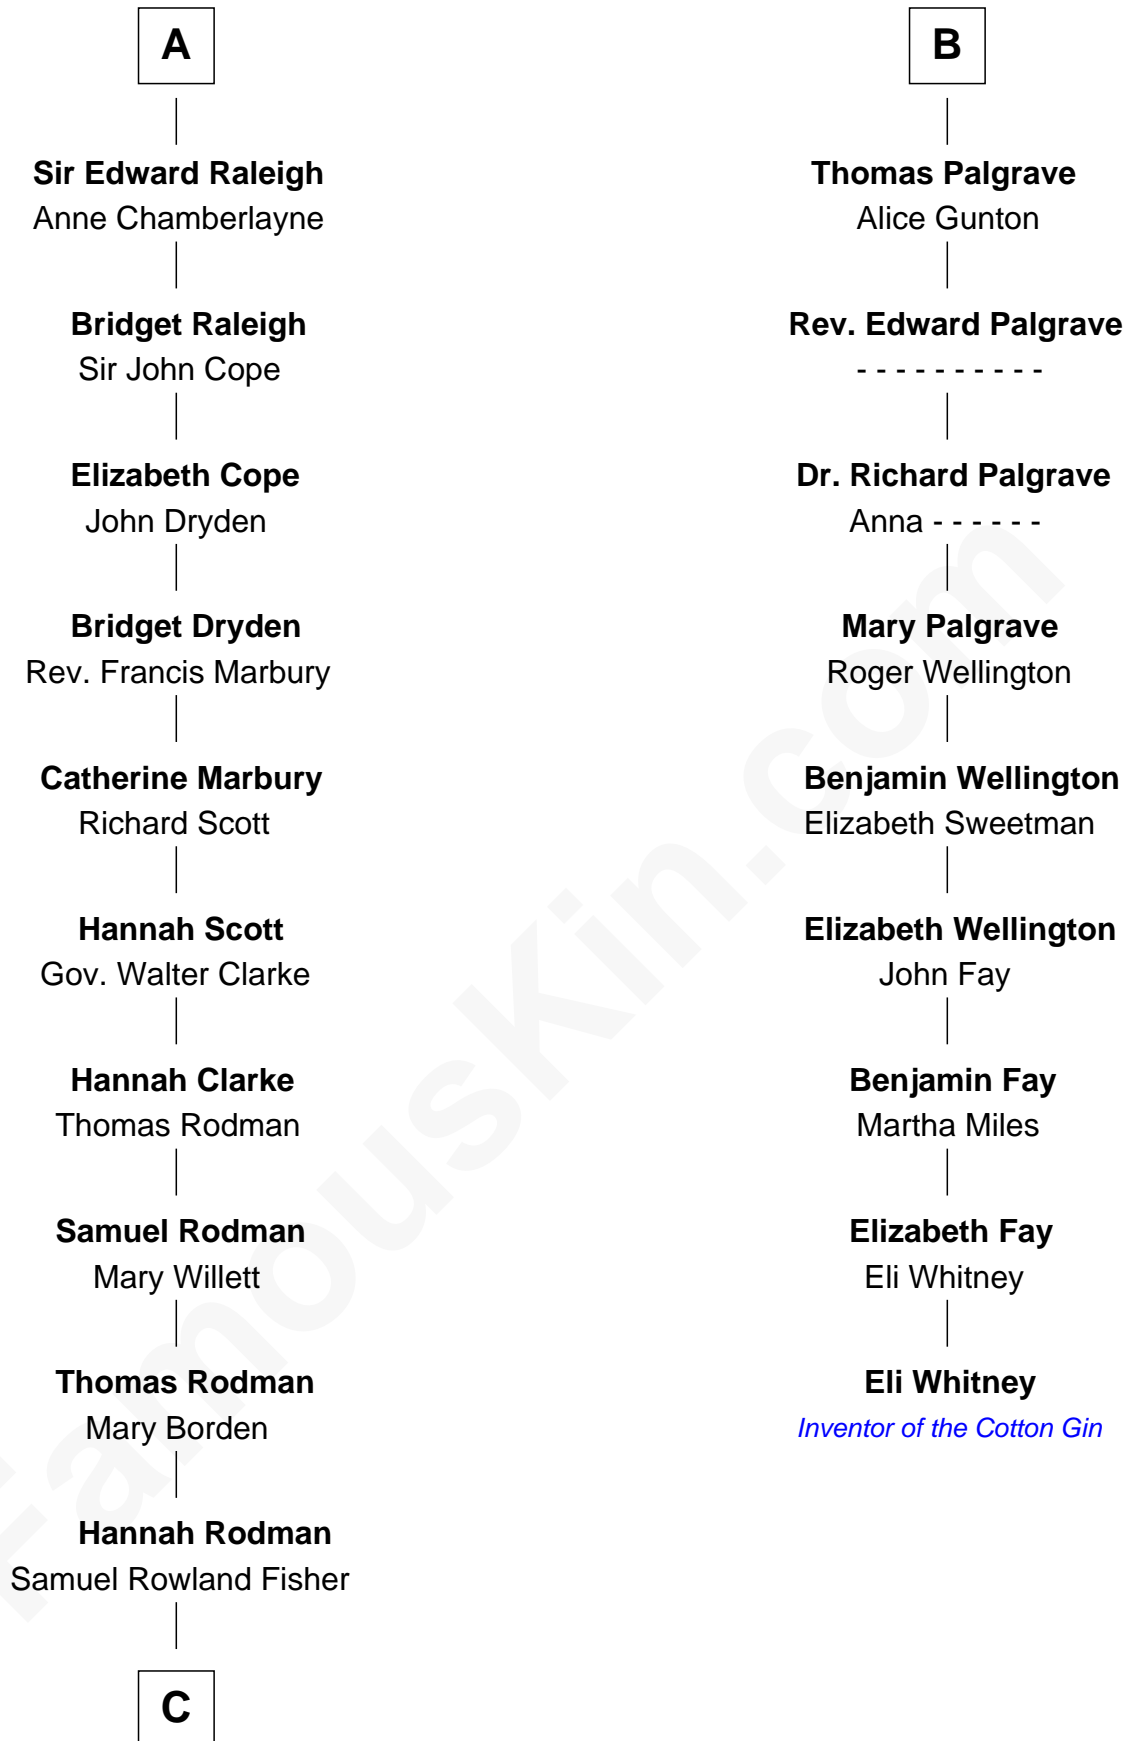 A
Sir Edward Raleigh
Anne Chamberlayne
Bridget Raleigh
Sir John Cope
Elizabeth Cope
John Dryden
Bridget Dryden
Rev. Francis Marbury
Catherine Marbury
Richard Scott
Hannah Scott
Gov. Walter Clarke
Hannah Clarke
Thomas Rodman
Samuel Rodman
Mary Willett
Thomas Rodman
Mary Borden
Hannah Rodman
Samuel Rowland Fisher
C
B
Thomas Palgrave
Alice Gunton
Rev. Edward Palgrave
- - - - - - - - - -
Dr. Richard Palgrave
Anna - - - - - -
Mary Palgrave
Roger Wellington
Benjamin Wellington
Elizabeth Sweetman
Elizabeth Wellington
John Fay
Benjamin Fay
Martha Miles
Elizabeth Fay
Eli Whitney
Eli Whitney
Inventor of the Cotton Gin
FamousKin.com